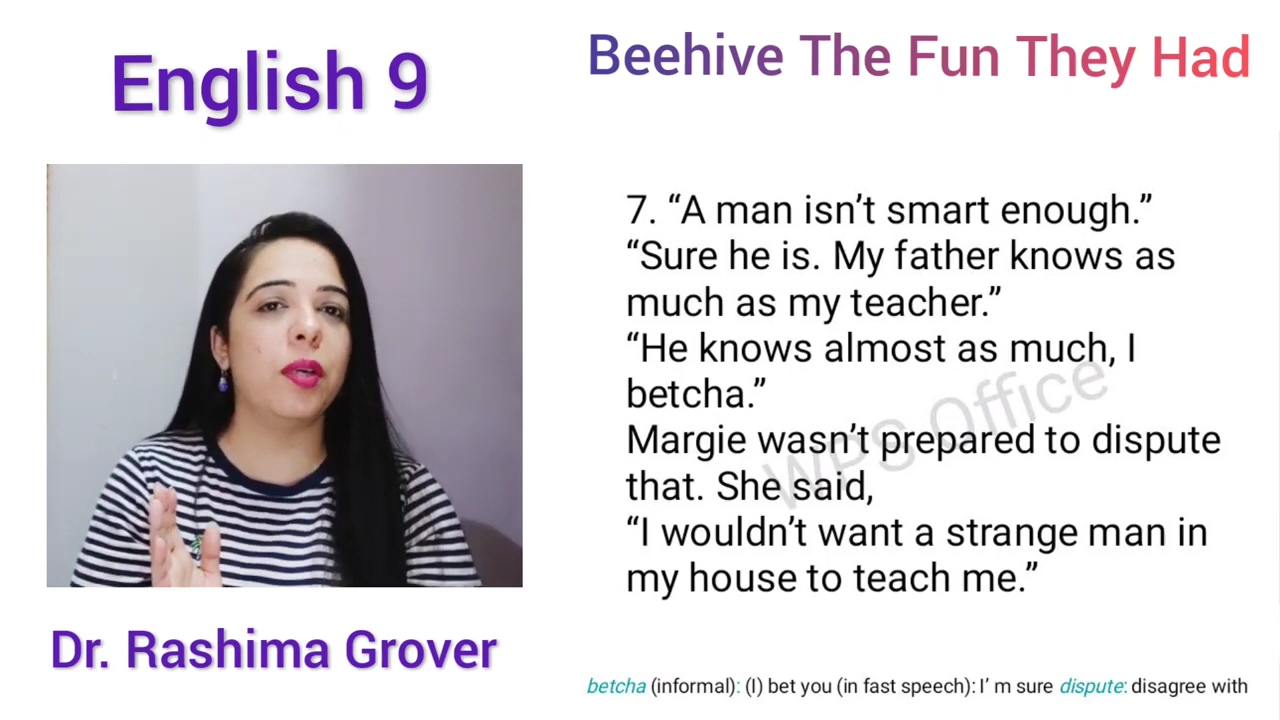 English 9
Beehive The Fun They Had
7. “A man isn’t smart enough.”
“Sure he is. My father knows as
much as my teacher.”
“He knows almost as much, I
betcha.”
Margie wasn’t prepared to dispute
that. She said,
“I wouldn’t want a strange man in
my house to teach me.”
WPS Office
Dr. Rashima Grover
betcha (informal): (I) bet you (in fast speech): I’ m sure dispute: disagree with